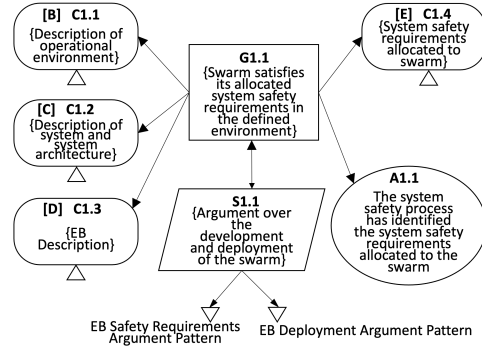 [B] C1.1
{Description of
operational
environment}
[E] C1.4
{System safety
requirements
allocated to
swarm}
G1.1
{Swarm satisfies
its allocated
system safety
requirements in
the defined
environment}
[C] C1.2
{Description of
system and
system
architecture}
[D] C1.3
{EB
Description}
S1.1
{Argument over
the
development
and deployment
of the swarm}
A1.1
The system
safety process
has identified
the system safety
requirements
allocated to the
swarm
EB Safety Requirements
Argument Pattern
EB Deployment Argument Pattern